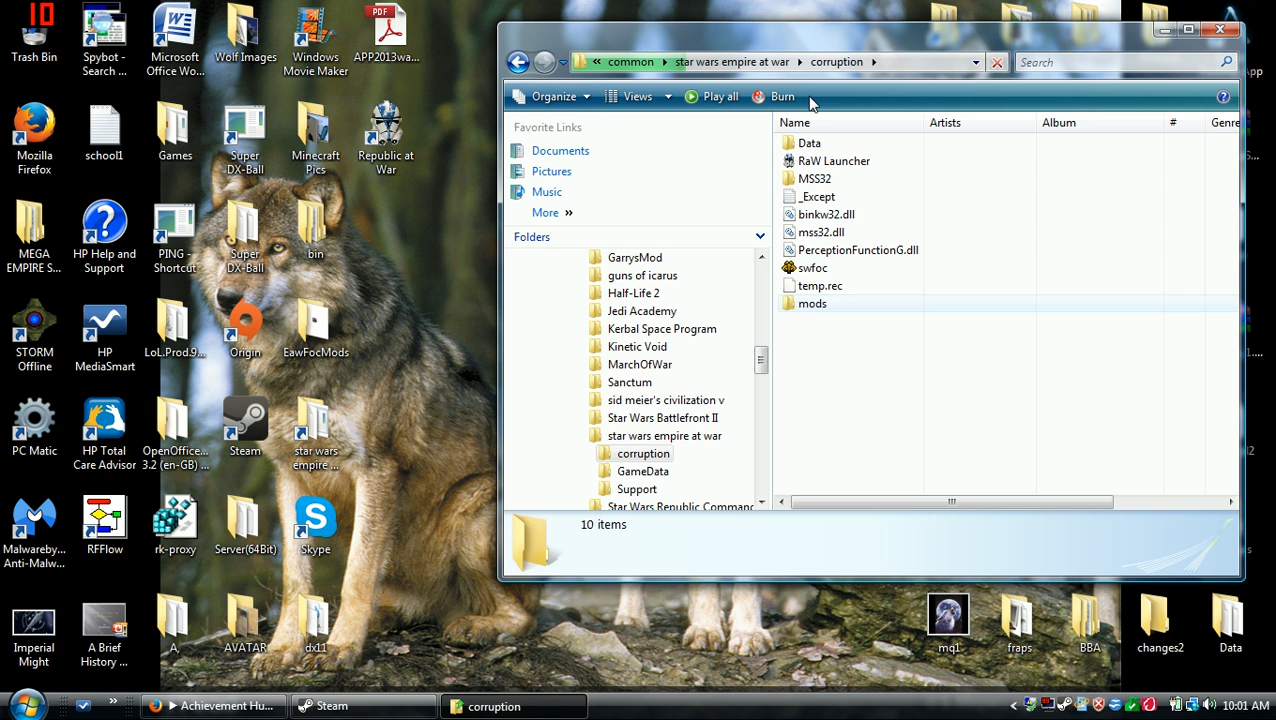 10
Trash Bin
Spybot -
Search ...
Microsoft
Office Wo...
Wolf Images
Windows
Movie Maker
PDF
APP2013wa...
Mozilla
Firefox
school1
Games
Super
DX-Ball
Minecraft
Pics
Republic at
War
MEGA
EMPIRE S...
HP Help and
Support
PING -
Shortcut
Super
DX-Ball
bin
STORM
Offline
HP
MediaSmart
LoL.Prod.9...
Origin
EawFocMods
PC Matic
HP Total
Care Advisor
OpenOffice...
3.2 (en-GB) ...
Steam
star wars
empire ...
Malwareby...
Anti-Malw...
RFFlow
rk-proxy
Server(64Bit)
Skype
Imperial
Might
A Brief
History ...
A,
AVATAR
dx11
mq1
fraps
BBA
changes2
Data
« common star wars empire at war corruption
Search
Organize Views Play all Burn
Favorite Links
Documents
Pictures
Music
More »
Folders
GarrysMod
guns of icarus
Half-Life 2
Jedi Academy
Kerbal Space Program
Kinetic Void
MarchOfWar
Sanctum
sid meier's civilization v
Star Wars Battlefront II
star wars empire at war
corruption
GameData
Support
Star Wars Republic Command
Name Artists Album # Genre
Data
RaW Launcher
MSS32
_Except
binkw32.dll
mss32.dll
PerceptionFunctionG.dll
swfoc
temp.rec
mods
10 items
Achievement Hu...
Steam
corruption
10:01 AM